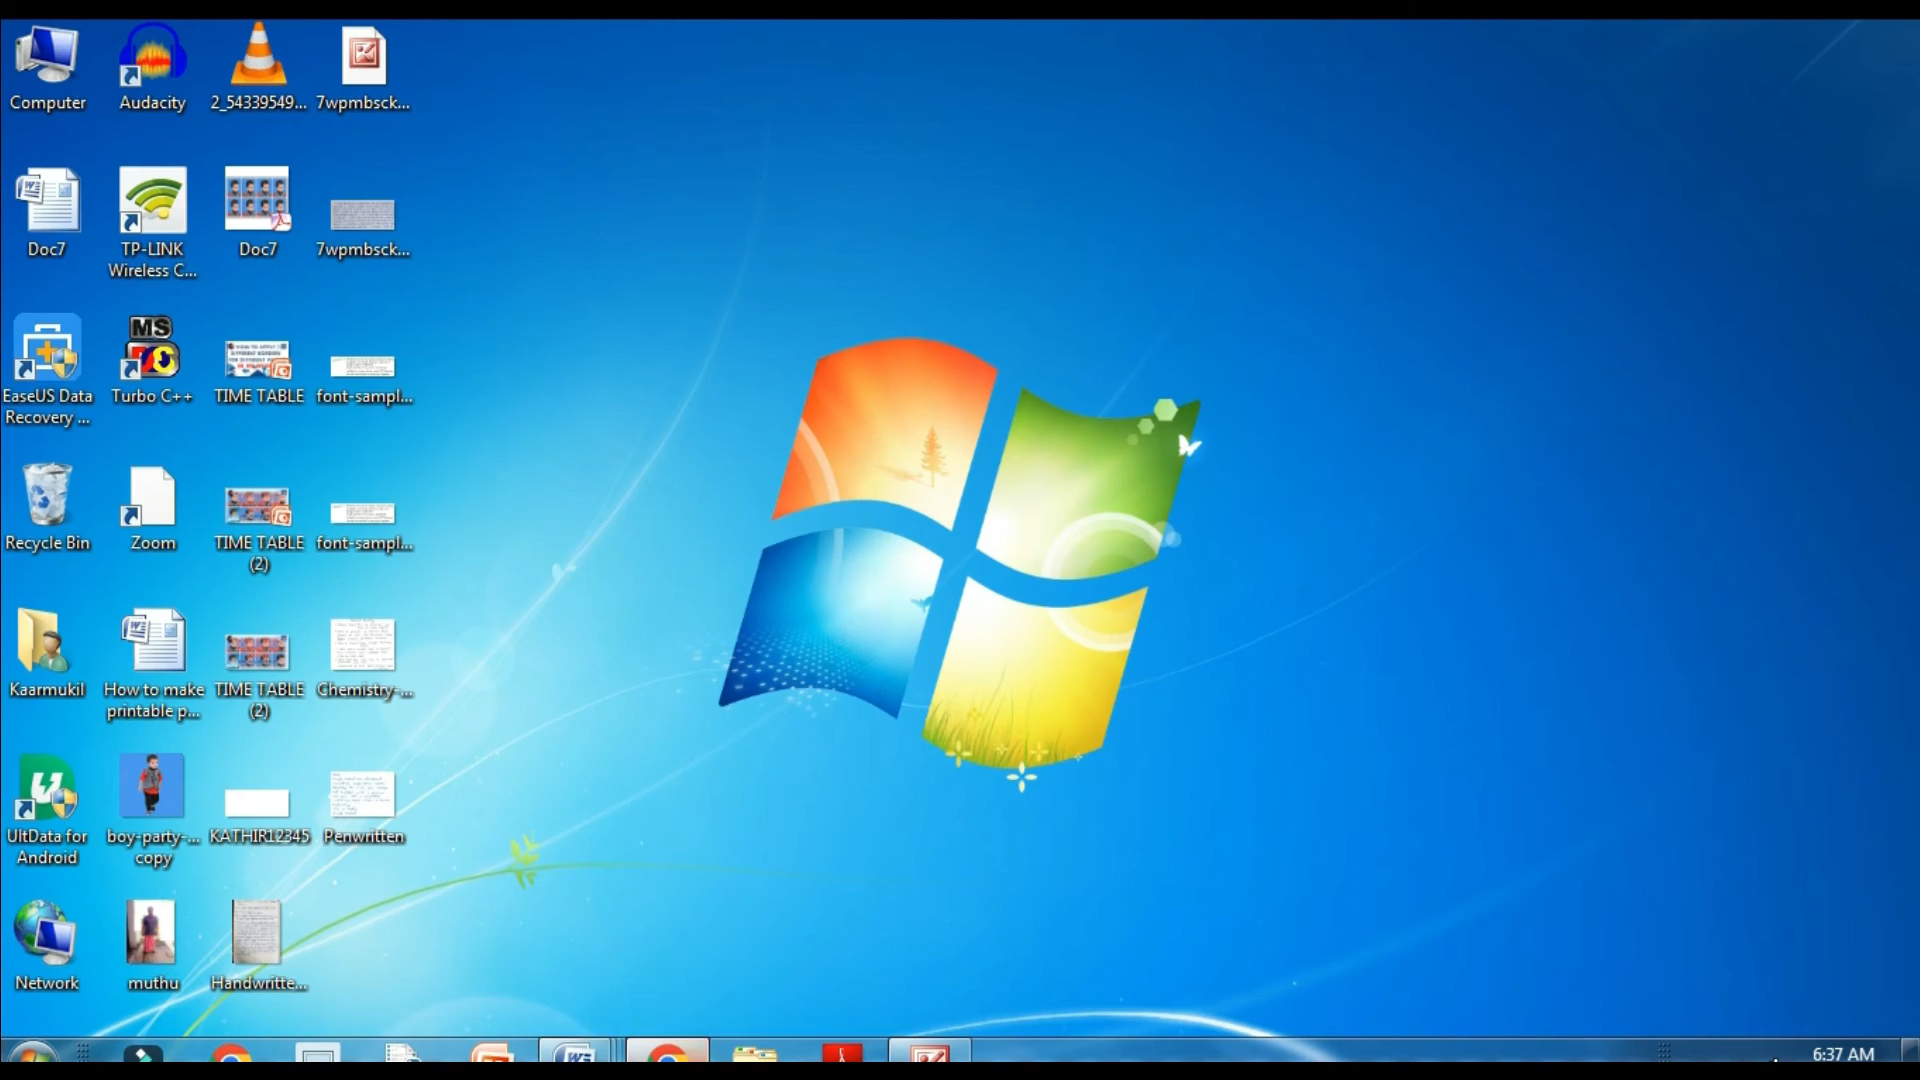 Computer
Audacity
2_54339549...
7wpmbsck...
Doc7
TP-LINK
Wireless C...
Doc7
7wpmbsck...
EaseUS Data
Recovery ...
MS
Turbo C++
TIME TABLE
font-sampl...
Recycle Bin
Zoom
TIME TABLE
(2)
font-sampl...
Kaarmukil
How to make
printable p...
TIME TABLE
(2)
Chemistry-...
UltData for
Android
boy-party-...
copy
KATHIR12345
Penwritten
Network
muthu
Handwritte...
6:37 AM